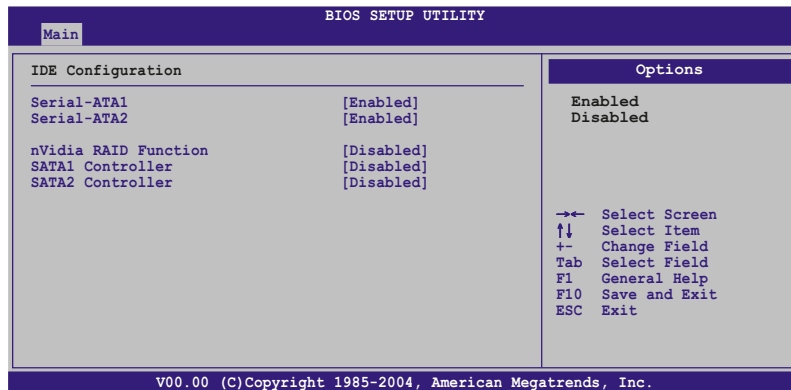 BIOS SETUP UTILITY
Main
IDE Configuration
Serial-ATA1 [Enabled]
Serial-ATA2 [Enabled]
nVidia RAID Function [Disabled]
SATA1 Controller [Disabled]
SATA2 Controller [Disabled]
Options
Enabled
Disabled
→← Select Screen
↑↓ Select Item
+- Change Field
Tab Select Field
F1 General Help
F10 Save and Exit
ESC Exit
V00.00 (C)Copyright 1985-2004, American Megatrends, Inc.